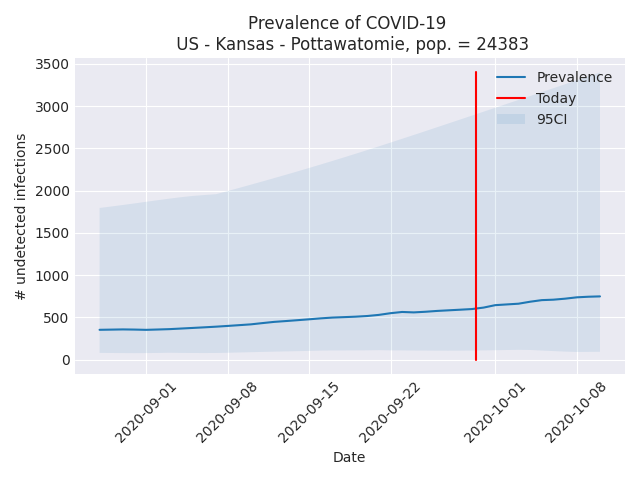 Prevalence of COVID-19
US - Kansas - Pottawatomie, pop. = 24383
Prevalence
Today
95CI
# undetected infections
3500
3000
2500
2000
1500
1000
500
0
2020-09-01
2020-09-08
2020-09-15
2020-09-22
2020-10-01
2020-10-08
Date